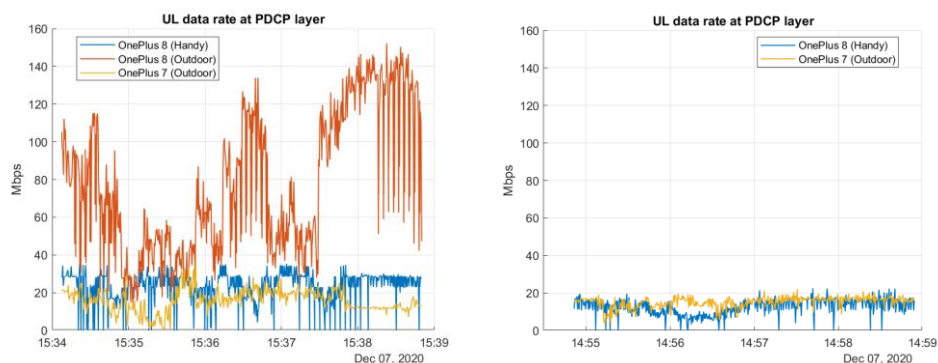 UL data rate at PDCP layer
160
140
120
100
80
60
40
20
0
Mbps
OnePlus 8 (Handy)
OnePlus 8 (Outdoor)
OnePlus 7 (Outdoor)
15:34 15:35 15:36 15:37 15:38 15:39
Dec 07, 2020
UL data rate at PDCP layer
160
140
120
100
80
60
40
20
0
Mbps
OnePlus 8 (Handy)
OnePlus 7 (Outdoor)
14:55 14:56 14:57 14:58 14:59
Dec 07, 2020